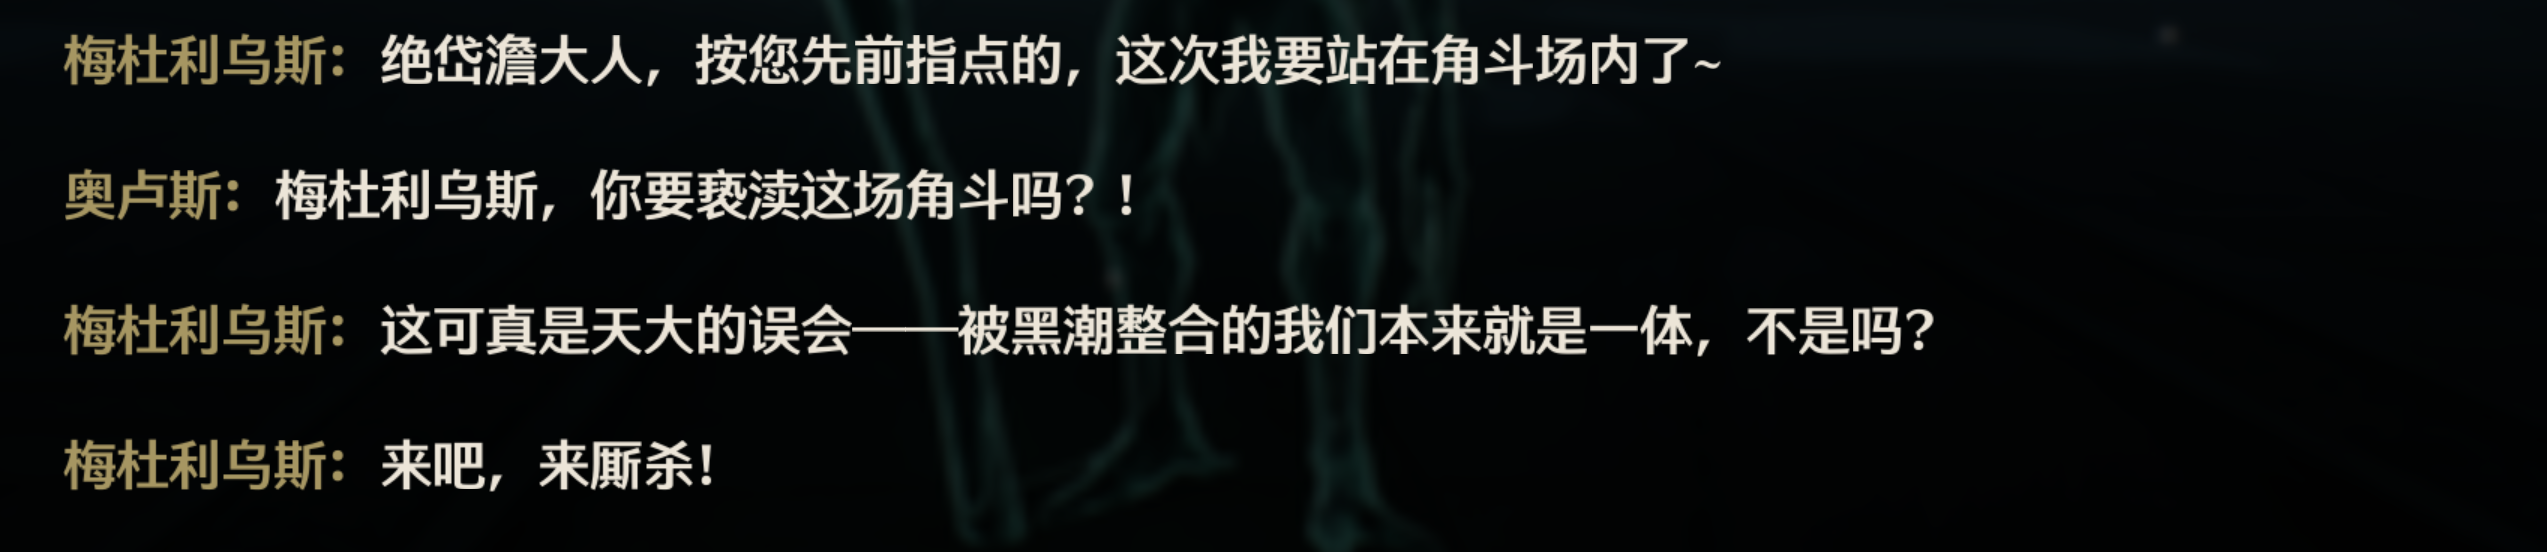 梅杜利乌斯：绝岱澹大人，按您先前指点的，这次我要站在角斗场内了~
奥卢斯：梅杜利乌斯，你要亵渎这场角斗吗？！
梅杜利乌斯：这可真是天大的误会——被黑潮整合的我们本来就是一体，不是吗？
梅杜利乌斯：来吧，来厮杀！